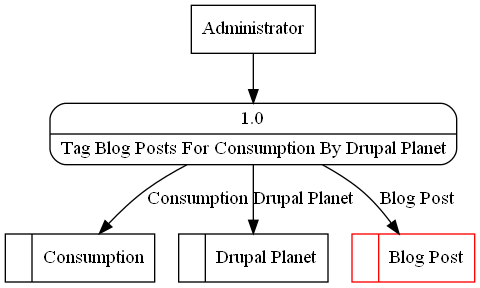 Administrator
1.0
Tag Blog Posts For Consumption By Drupal Planet
Consumption Drupal Planet Blog Post
Consumption Drupal Planet Blog Post